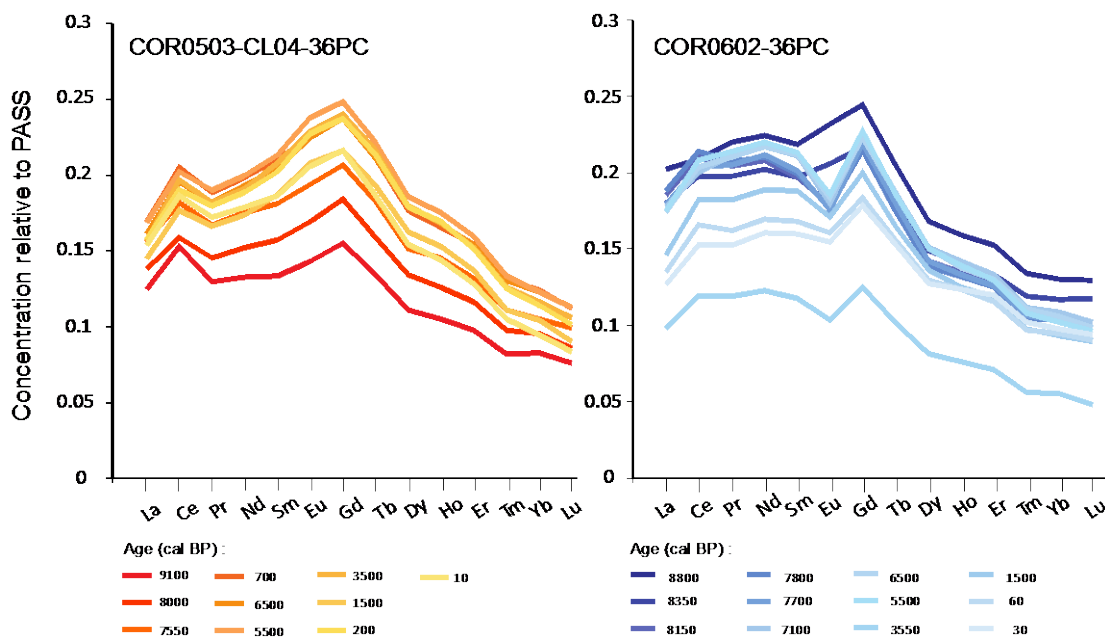 COR0503-CL04-36PC
COR0602-36PC
Concentration relative to PASS
0.3
0.25
0.2
0.15
0.1
0.05
0
La Ce Pr Nd Sm Eu Gd Tb Dy Ho Er Tm Yb Lu
Age (cal BP) :
9100 700 3500 10
8000 6500 1500
7550 5500 200
0.3
0.25
0.2
0.15
0.1
0.05
0
La Ce Pr Nd Sm Eu Gd Tb Dy Ho Er Tm Yb Lu
Age (cal BP) :
8800 7800 6500 1500
8350 7700 5500 60
8150 7100 3550 30